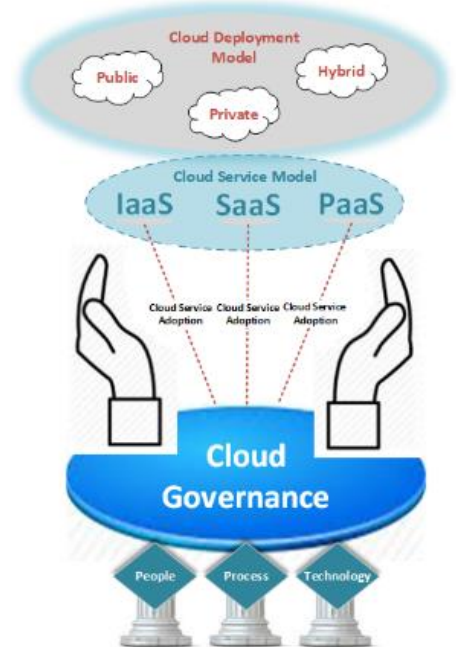 Cloud Deployment
Model
Public
Hybrid
Private
Cloud Service Model
IaaS SaaS PaaS
Cloud Service Cloud Service Cloud Service
Adoption Adoption Adoption
Cloud
Governance
People Process Technology